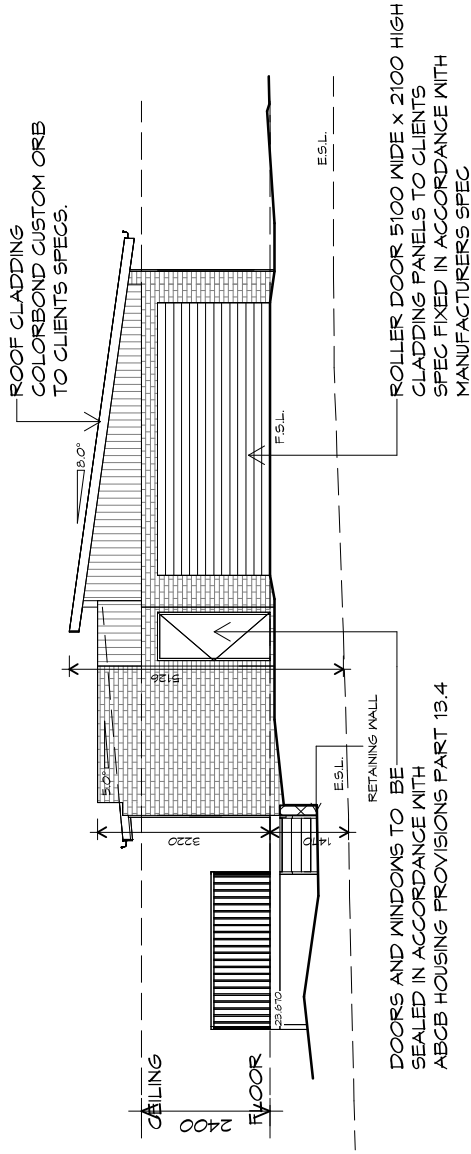 ROOF CLADDING
COLORBOND CUSTOM ORB
TO CLIENTS SPECS.
8.0°
5.0°
5126
3220
1470
CEILING
2400
FLOOR
23.670
F.S.L.
E.S.L.
E.S.L.
RETAINING WALL
DOORS AND WINDOWS TO BE
SEALED IN ACCORDANCE WITH
ABCB HOUSING PROVISIONS PART 13.4
ROLLER DOOR 5100 WIDE x 2100 HIGH
CLADDING PANELS TO CLIENTS
SPEC FIXED IN ACCORDANCE WITH
MANUFACTURERS SPEC